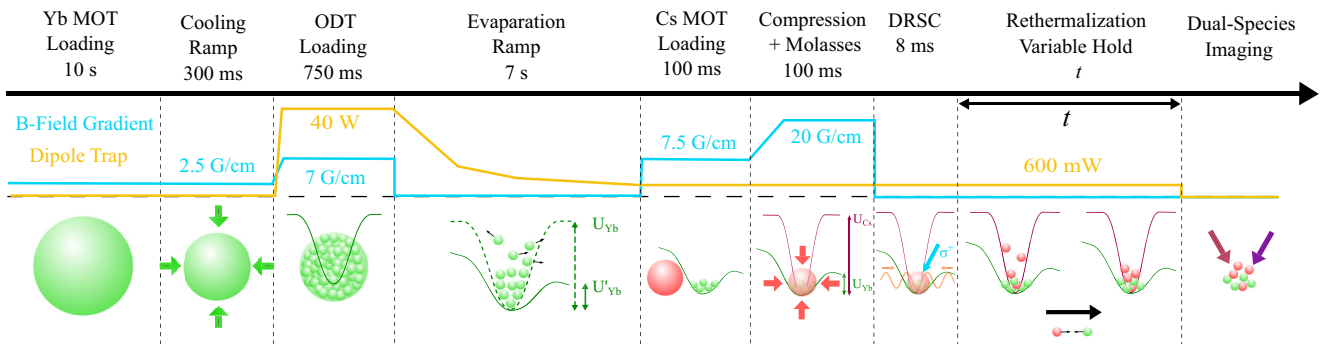 Yb MOT
Loading
10 s
Cooling
Ramp
300 ms
ODT
Loading
750 ms
Evaparation
Ramp
7 s
Cs MOT
Loading
100 ms
Compression
+ Molasses
100 ms
DRSC
8 ms
Rethermalization
Variable Hold
t
Dual-Species
Imaging
B-Field Gradient
Dipole Trap
2.5 G/cm
40 W
7 G/cm
7.5 G/cm
20 G/cm
t
600 mW
U_Yb
U'_Yb
U_Cs
U_Yb
σ⁺